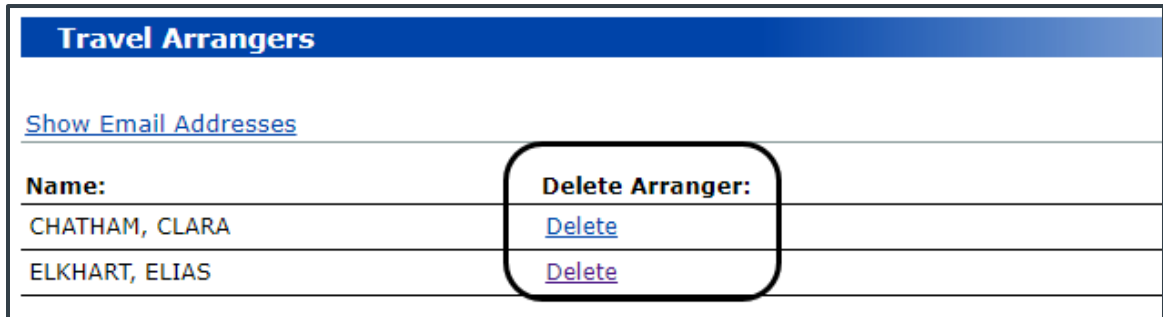 Travel Arrangers
Show Email Addresses
Name: Delete Arranger:
CHATHAM, CLARA Delete
ELKHART, ELIAS Delete